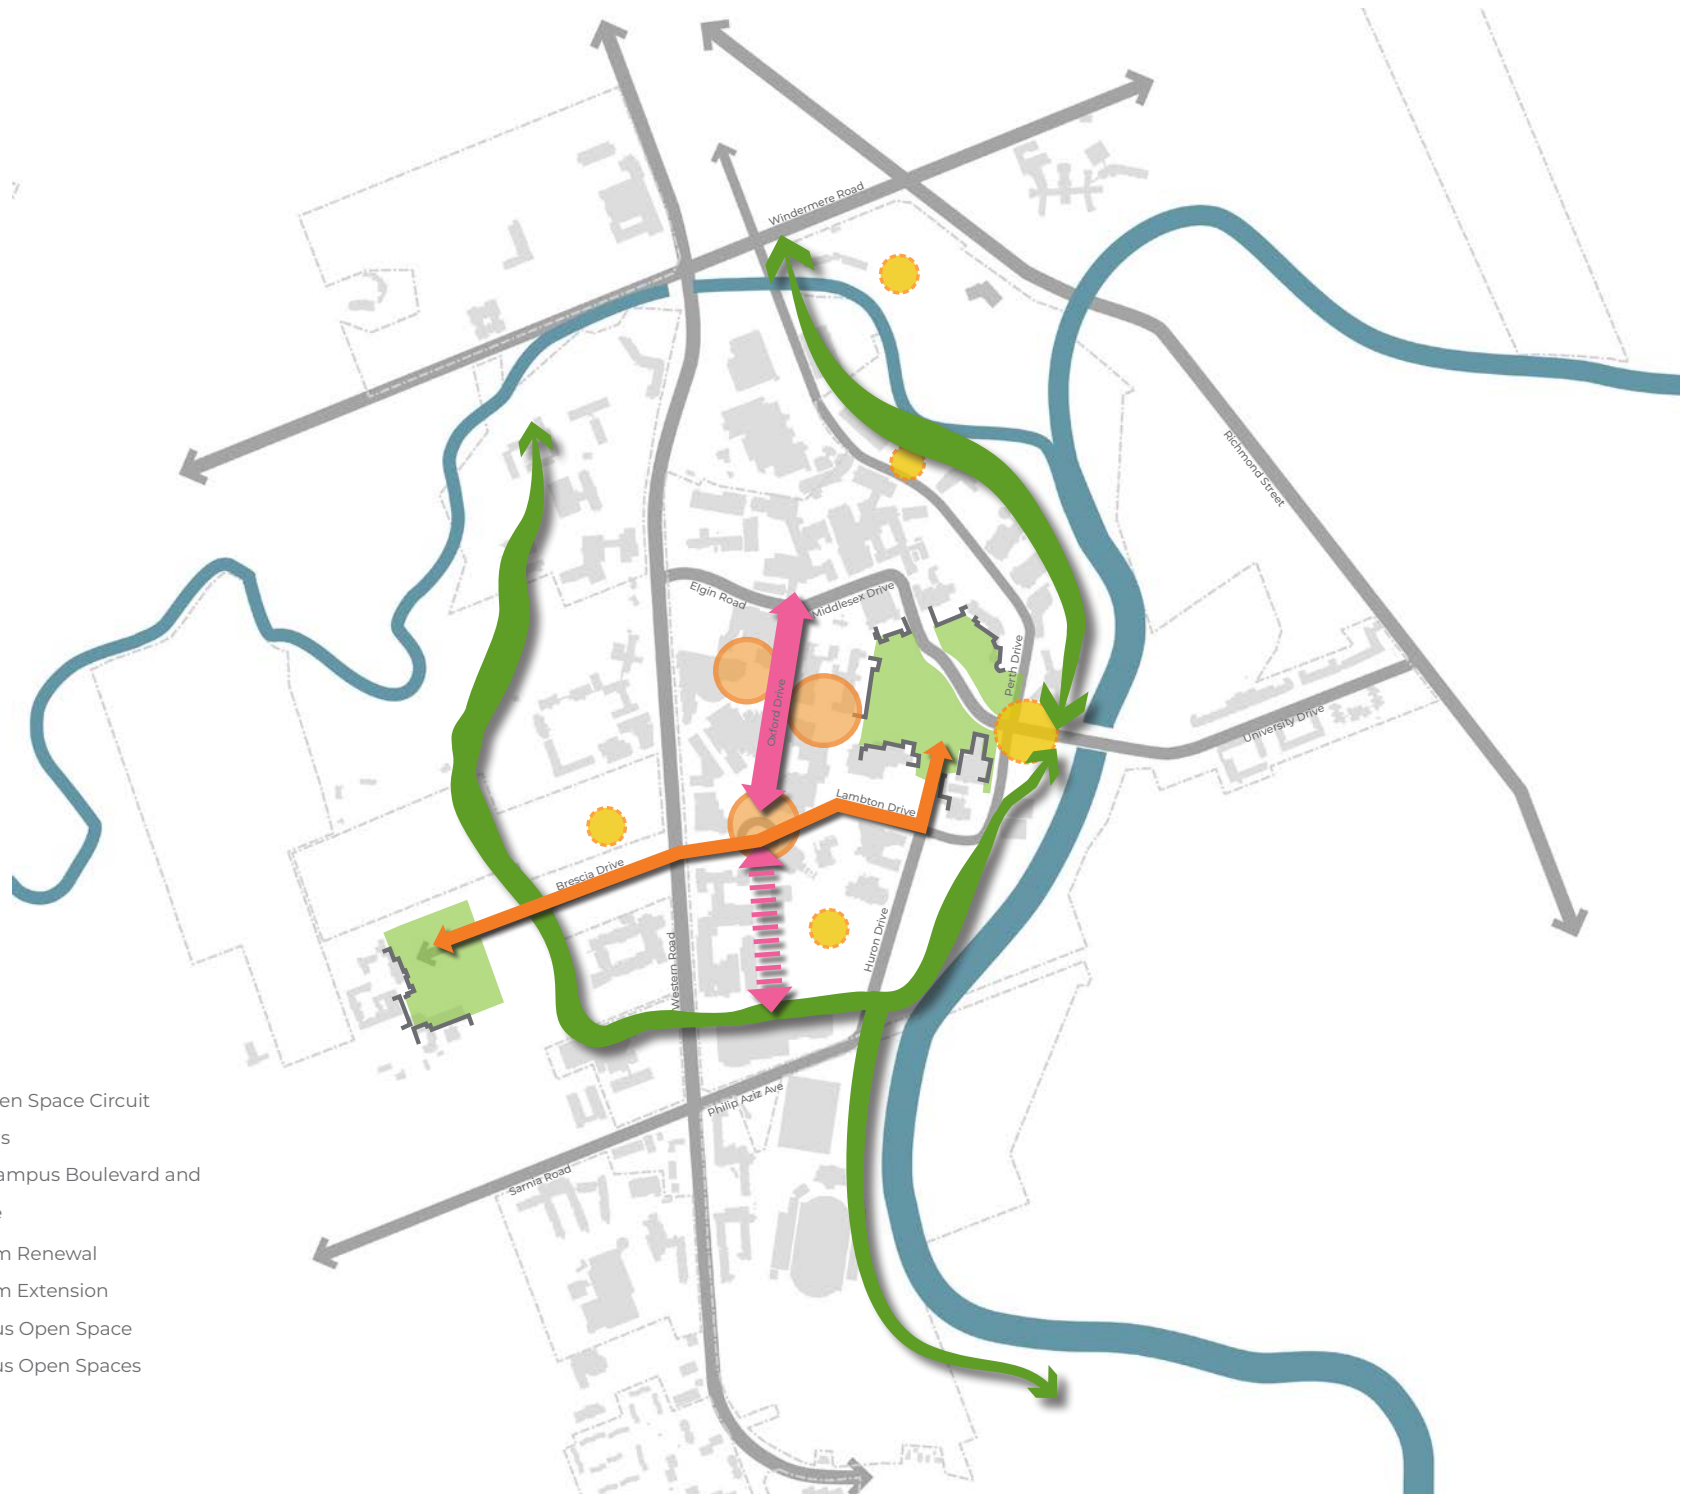 Windermere Road
Richmond Street
Elgin Road
Middlesex Drive
Perth Drive
Oxford Drive
University Drive
Lambton Drive
Brescia Drive
Huron Drive
Western Road
Philip Aziz Ave
Sarnia Road
en Space Circuit
s
ampus Boulevard and
e
m Renewal
m Extension
us Open Space
us Open Spaces